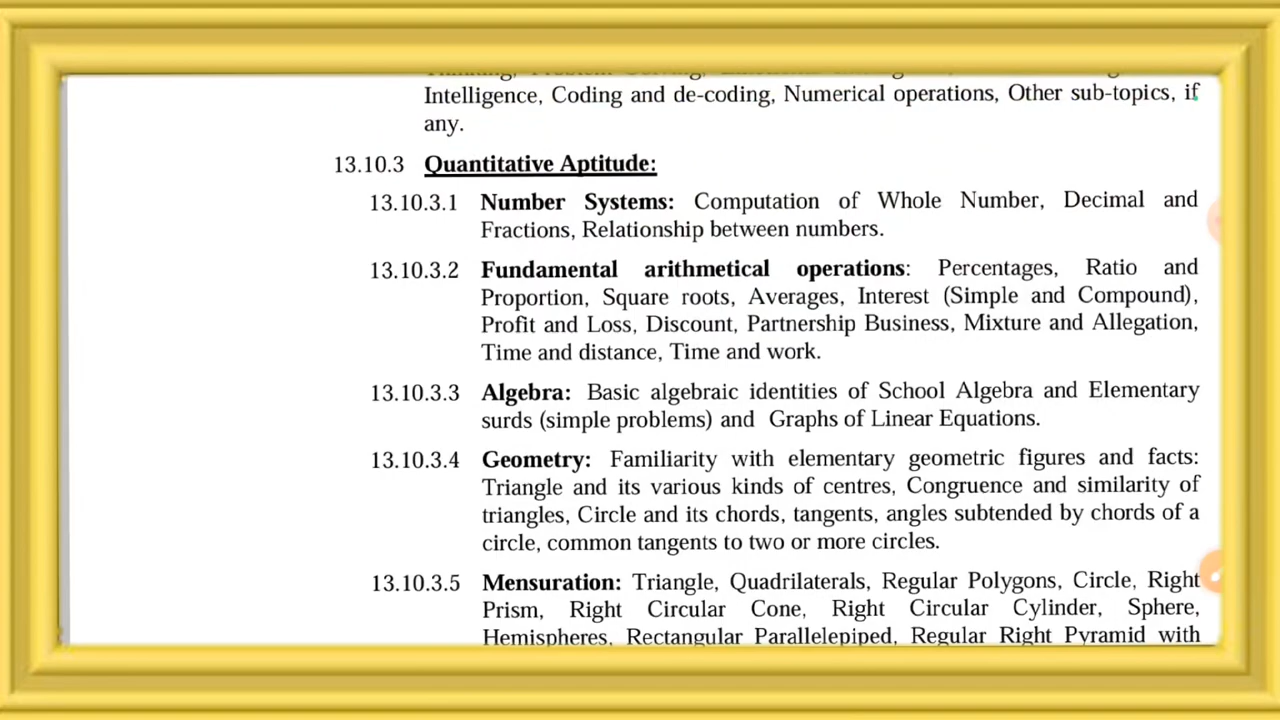 Intelligence, Coding and de-coding, Numerical operations, Other sub-topics, if
any.
13.10.3 Quantitative Aptitude:
13.10.3.1 Number Systems: Computation of Whole Number, Decimal and
Fractions, Relationship between numbers.
13.10.3.2 Fundamental arithmetical operations: Percentages, Ratio and
Proportion, Square roots, Averages, Interest (Simple and Compound),
Profit and Loss, Discount, Partnership Business, Mixture and Allegation,
Time and distance, Time and work.
13.10.3.3 Algebra: Basic algebraic identities of School Algebra and Elementary
surds (simple problems) and Graphs of Linear Equations.
13.10.3.4 Geometry: Familiarity with elementary geometric figures and facts:
Triangle and its various kinds of centres, Congruence and similarity of
triangles, Circle and its chords, tangents, angles subtended by chords of a
circle, common tangents to two or more circles.
13.10.3.5 Mensuration: Triangle, Quadrilaterals, Regular Polygons, Circle, Right
Prism, Right Circular Cone, Right Circular Cylinder, Sphere,
Hemispheres, Rectangular Parallelepiped, Regular Right Pyramid with